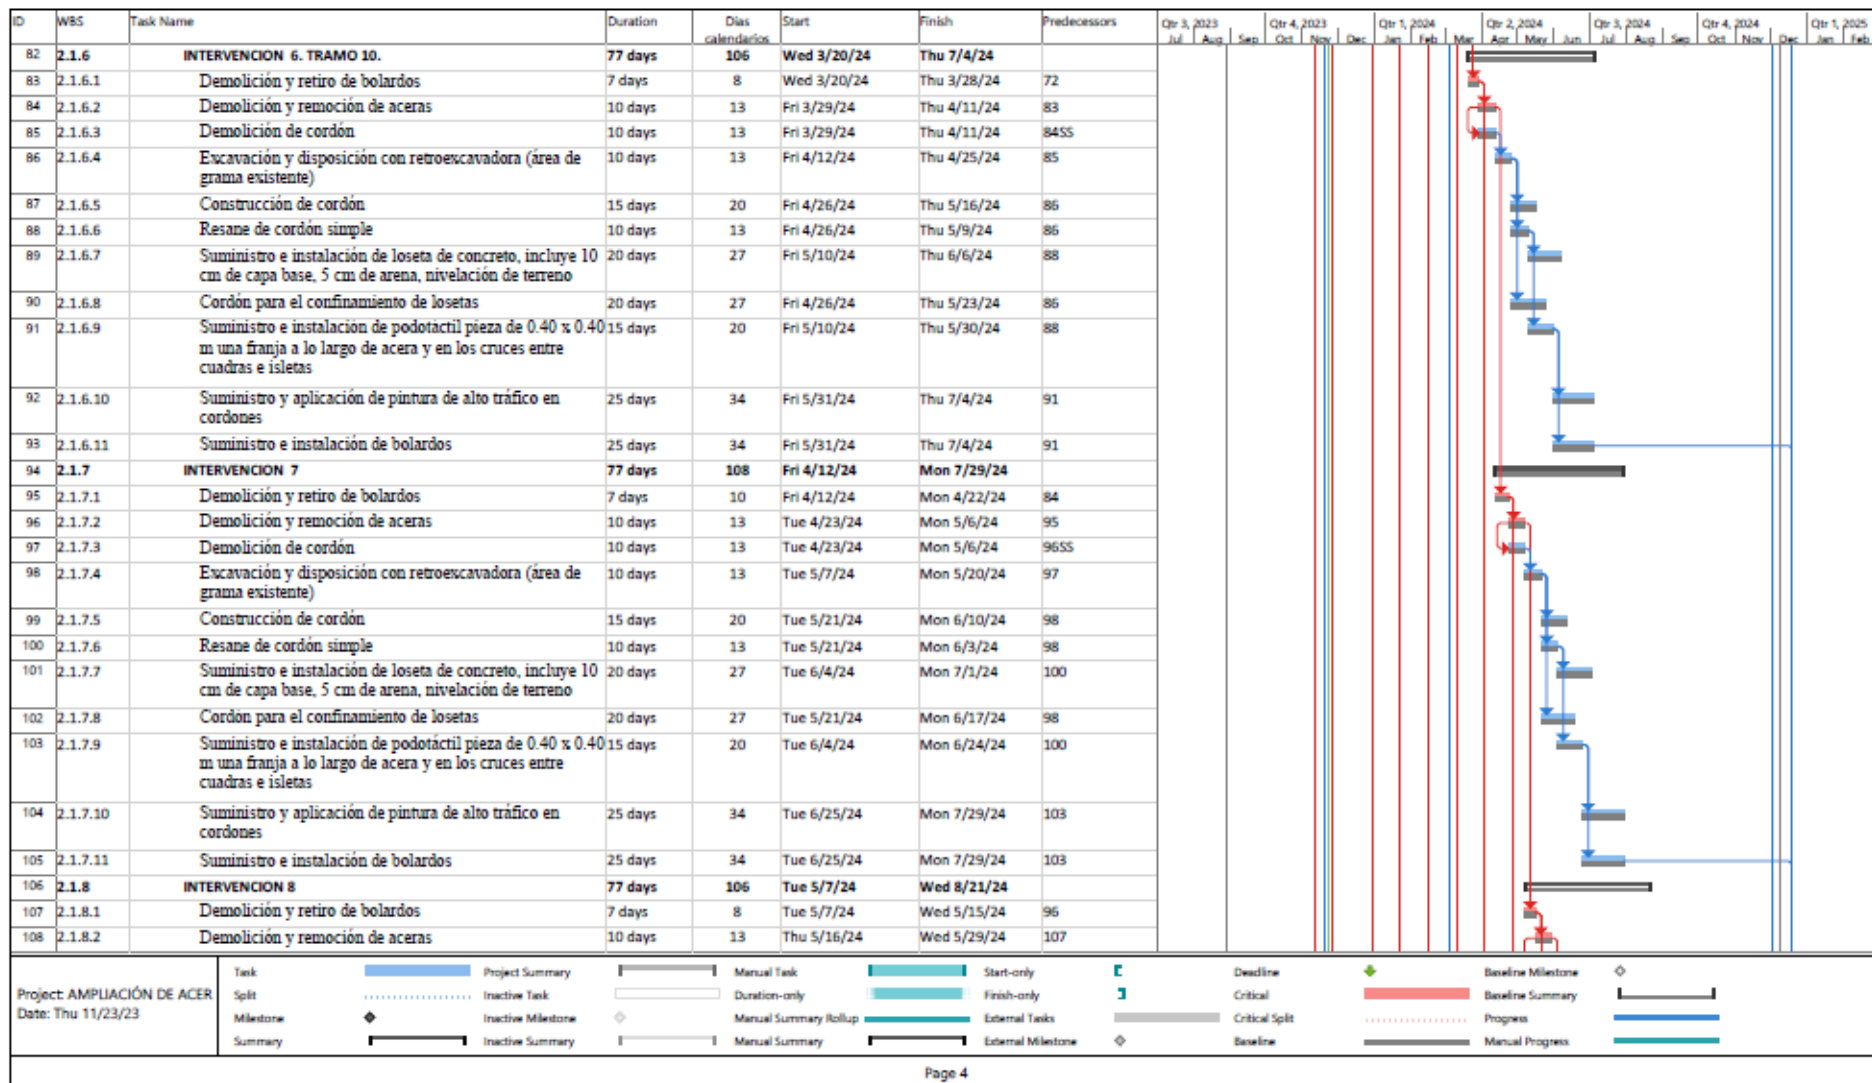 ID WBS Task Name Duration Dias Start Finish Predecessors Qtr 3, 2023 Qtr 4, 2023 Qtr 1, 2024 Qtr 2, 2024 Qtr 3, 2024 Qtr 4, 2024 Qtr 1, 2025
calendarios Jul Aug Sep Oct Nov Dec Jan Feb Mar Apr May Jun Jul Aug Sep Oct Nov Dec Jan Feb
82 2.1.6 INTERVENCION 6. TRAMO 10. 77 days 106 Wed 3/20/24 Thu 7/4/24
83 2.1.6.1 Demolición y retiro de bolardos 7 days 8 Wed 3/20/24 Thu 3/28/24 72
84 2.1.6.2 Demolición y remoción de aceras 10 days 13 Fri 3/29/24 Thu 4/11/24 83
85 2.1.6.3 Demolición de cordón 10 days 13 Fri 3/29/24 Thu 4/11/24 84SS
86 2.1.6.4 Excavación y disposición con retroexcavadora (área de 10 days 13 Fri 4/12/24 Thu 4/25/24 85
grama existente)
87 2.1.6.5 Construcción de cordón 15 days 20 Fri 4/26/24 Thu 5/16/24 86
88 2.1.6.6 Resane de cordón simple 10 days 13 Fri 4/26/24 Thu 5/9/24 86
89 2.1.6.7 Suministro e instalación de loseta de concreto, incluye 10 20 days 27 Fri 5/10/24 Thu 6/6/24 88
cm de capa base, 5 cm de arena, nivelación de terreno
90 2.1.6.8 Cordón para el confinamiento de losetas 20 days 27 Fri 4/26/24 Thu 5/23/24 86
91 2.1.6.9 Suministro e instalación de podotáctil pieza de 0.40 x 0.40 15 days 20 Fri 5/10/24 Thu 5/30/24 88
m una franja a lo largo de acera y en los cruces entre
cuadras e isletas
92 2.1.6.10 Suministro y aplicación de pintura de alto tráfico en 25 days 34 Fri 5/31/24 Thu 7/4/24 91
cordones
93 2.1.6.11 Suministro e instalación de bolardos 25 days 34 Fri 5/31/24 Thu 7/4/24 91
94 2.1.7 INTERVENCION 7 77 days 108 Fri 4/12/24 Mon 7/29/24
95 2.1.7.1 Demolición y retiro de bolardos 7 days 10 Fri 4/12/24 Mon 4/22/24 84
96 2.1.7.2 Demolición y remoción de aceras 10 days 13 Tue 4/23/24 Mon 5/6/24 95
97 2.1.7.3 Demolición de cordón 10 days 13 Tue 4/23/24 Mon 5/6/24 96SS
98 2.1.7.4 Excavación y disposición con retroexcavadora (área de 10 days 13 Tue 5/7/24 Mon 5/20/24 97
grama existente)
99 2.1.7.5 Construcción de cordón 15 days 20 Tue 5/21/24 Mon 6/10/24 98
100 2.1.7.6 Resane de cordón simple 10 days 13 Tue 5/21/24 Mon 6/3/24 98
101 2.1.7.7 Suministro e instalación de loseta de concreto, incluye 10 20 days 27 Tue 6/4/24 Mon 7/1/24 100
cm de capa base, 5 cm de arena, nivelación de terreno
102 2.1.7.8 Cordón para el confinamiento de losetas 20 days 27 Tue 5/21/24 Mon 6/17/24 98
103 2.1.7.9 Suministro e instalación de podotáctil pieza de 0.40 x 0.40 15 days 20 Tue 6/4/24 Mon 6/24/24 100
m una franja a lo largo de acera y en los cruces entre
cuadras e isletas
104 2.1.7.10 Suministro y aplicación de pintura de alto tráfico en 25 days 34 Tue 6/25/24 Mon 7/29/24 103
cordones
105 2.1.7.11 Suministro e instalación de bolardos 25 days 34 Tue 6/25/24 Mon 7/29/24 103
106 2.1.8 INTERVENCION 8 77 days 106 Tue 5/7/24 Wed 8/21/24
107 2.1.8.1 Demolición y retiro de bolardos 7 days 8 Tue 5/7/24 Wed 5/15/24 96
108 2.1.8.2 Demolición y remoción de aceras 10 days 13 Thu 5/16/24 Wed 5/29/24 107
Project: AMPLIACIÓN DE ACER
Date: Thu 11/23/23
Task Project Summary Manual Task Start-only Deadline Baseline Milestone
Split Inactive Task Duration-only Finish-only Critical Baseline Summary
Milestone Inactive Milestone Manual Summary Rollup External Tasks Critical Split Progress
Summary Inactive Summary Manual Summary External Milestone Baseline Manual Progress
Page 4